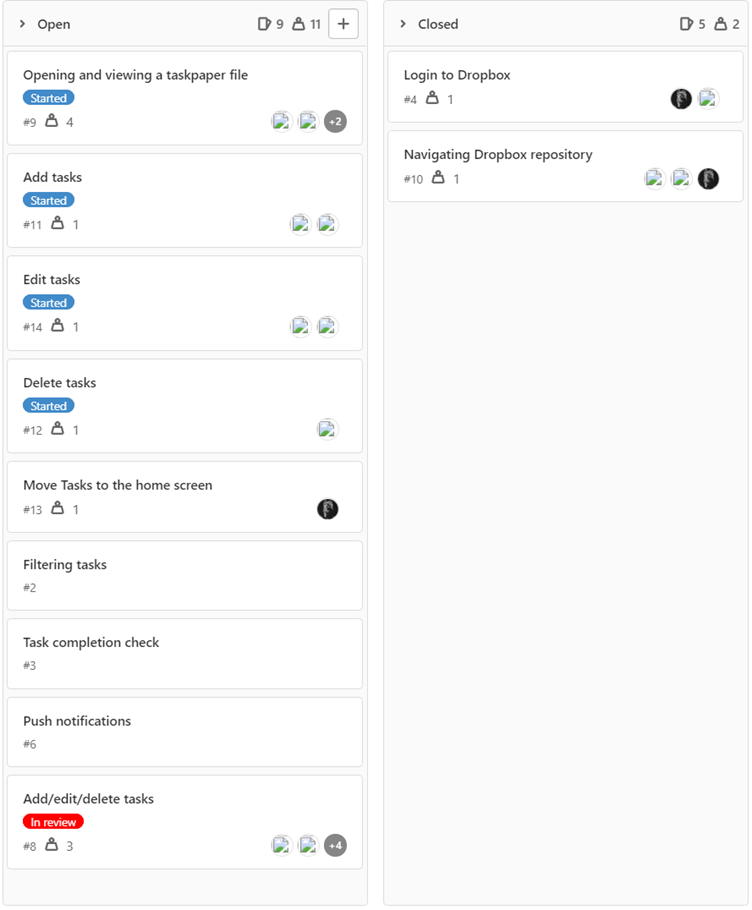 Open 9 11
Opening and viewing a taskpaper file
Started
#9 4 +2
Add tasks
Started
#11 1
Edit tasks
Started
#14 1
Delete tasks
Started
#12 1
Move Tasks to the home screen
#13 1
Filtering tasks
#2
Task completion check
#3
Push notifications
#6
Add/edit/delete tasks
In review
#8 3 +4
Closed 5 2
Login to Dropbox
#4 1
Navigating Dropbox repository
#10 1